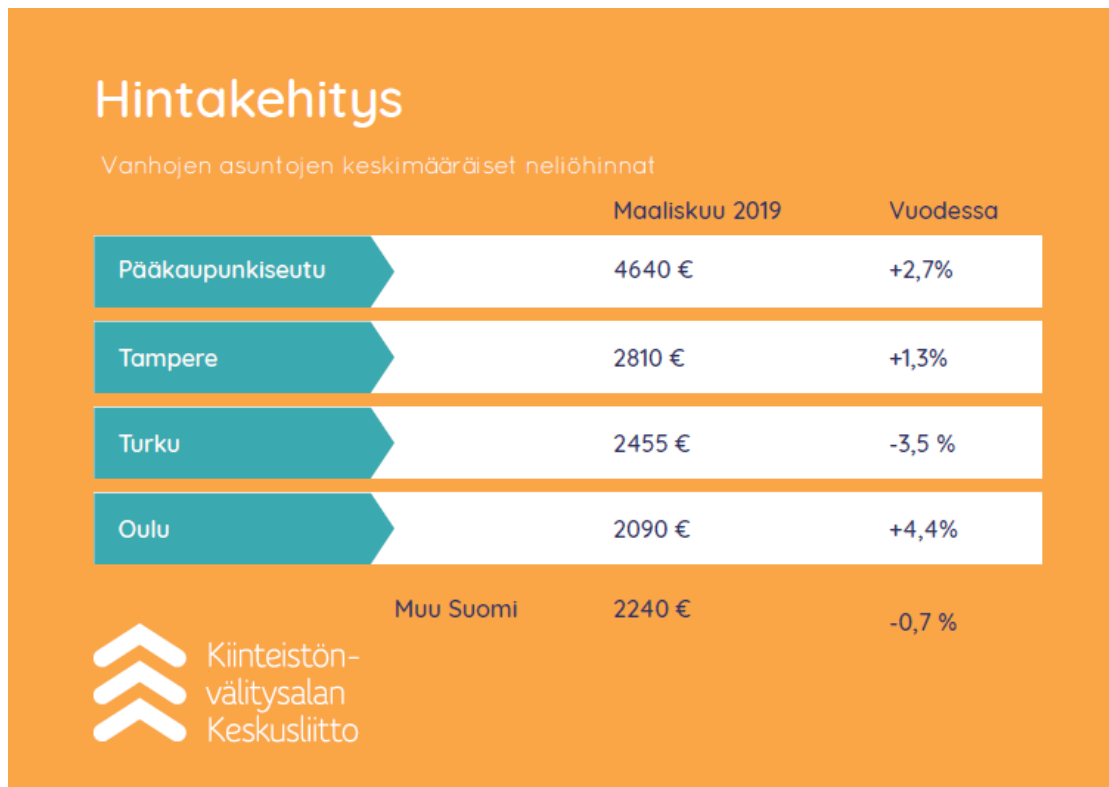 Hintakehitys
Vanhojen asuntojen keskimääräiset neliöhinnat
Maaliskuu 2019 Vuodessa
Pääkaupunkiseutu 4640 € +2,7%
Tampere 2810 € +1,3%
Turku 2455 € -3,5 %
Oulu 2090 € +4,4%
Muu Suomi 2240 € -0,7 %
Kiinteistön-
välitysalan
Keskusliitto